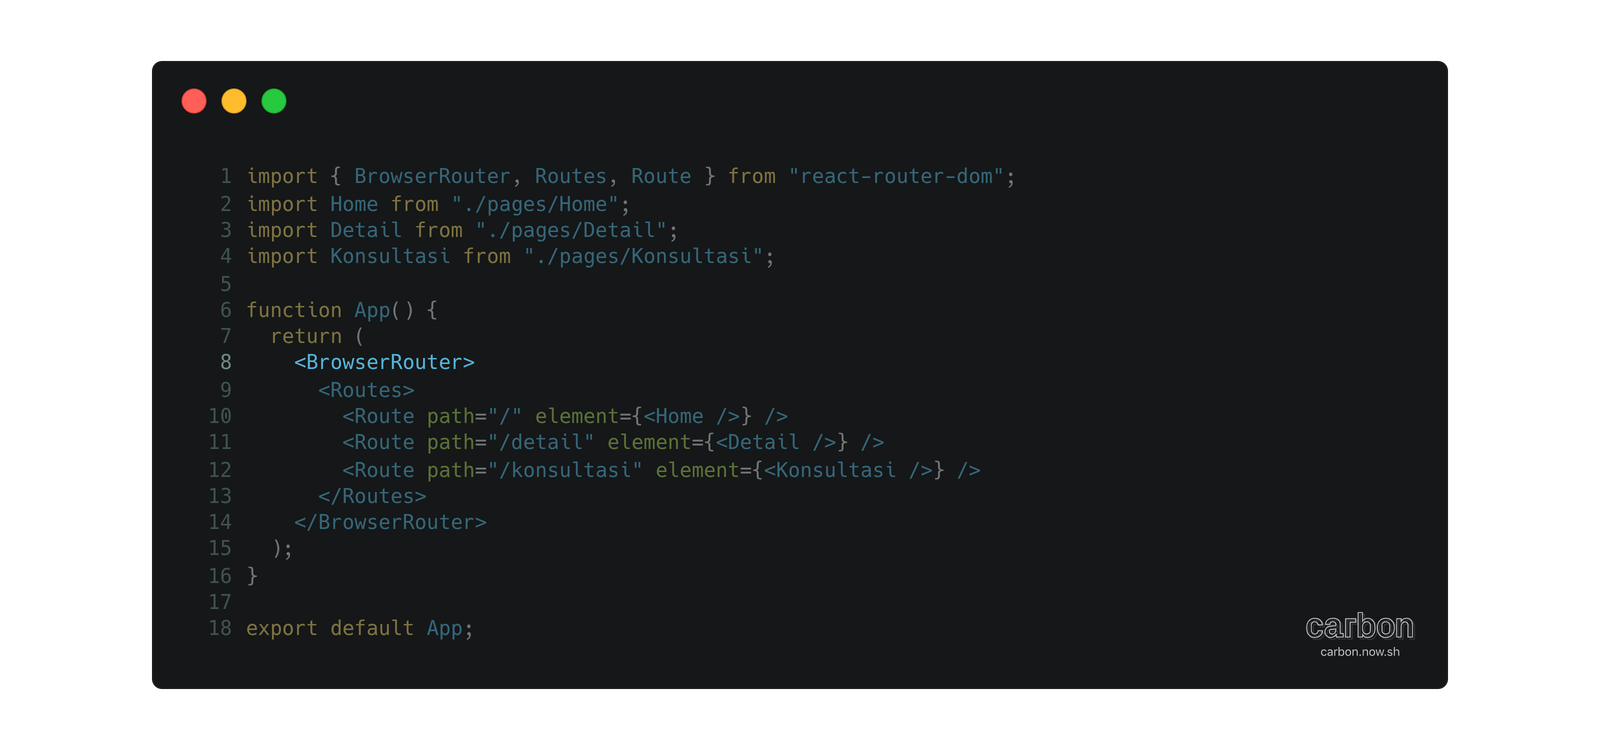 1 import { BrowserRouter, Routes, Route } from "react-router-dom";
2 import Home from "./pages/Home";
3 import Detail from "./pages/Detail";
4 import Konsultasi from "./pages/Konsultasi";
5
6 function App() {
7   return (
8     <BrowserRouter>
9       <Routes>
10         <Route path="/" element={<Home />} />
11         <Route path="/detail" element={<Detail />} />
12         <Route path="/konsultasi" element={<Konsultasi />} />
13       </Routes>
14     </BrowserRouter>
15   );
16 }
17
18 export default App;
carbon
carbon.now.sh